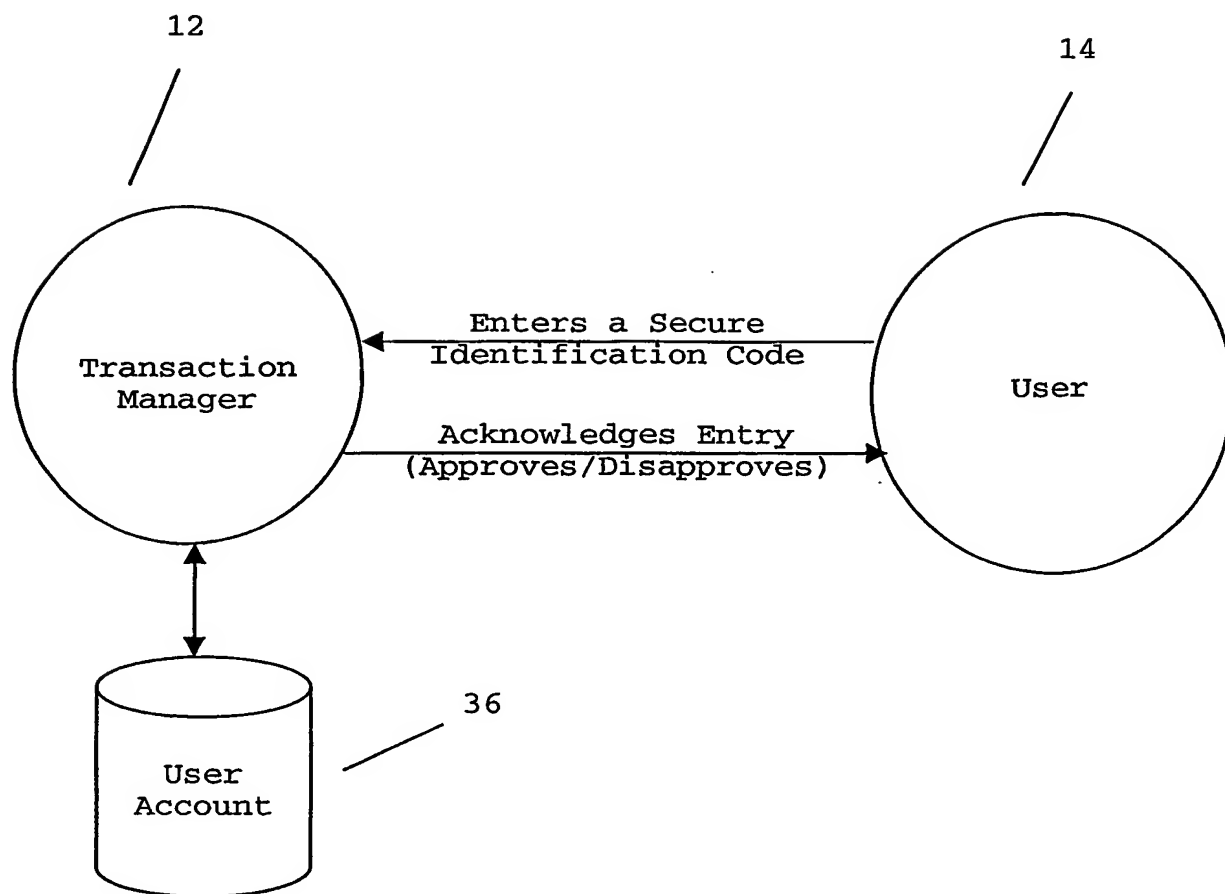 12
14
Enters a Secure
Identification Code
Transaction
Manager
User
Acknowledges Entry
(Approves/Disapproves)
36
User
Account